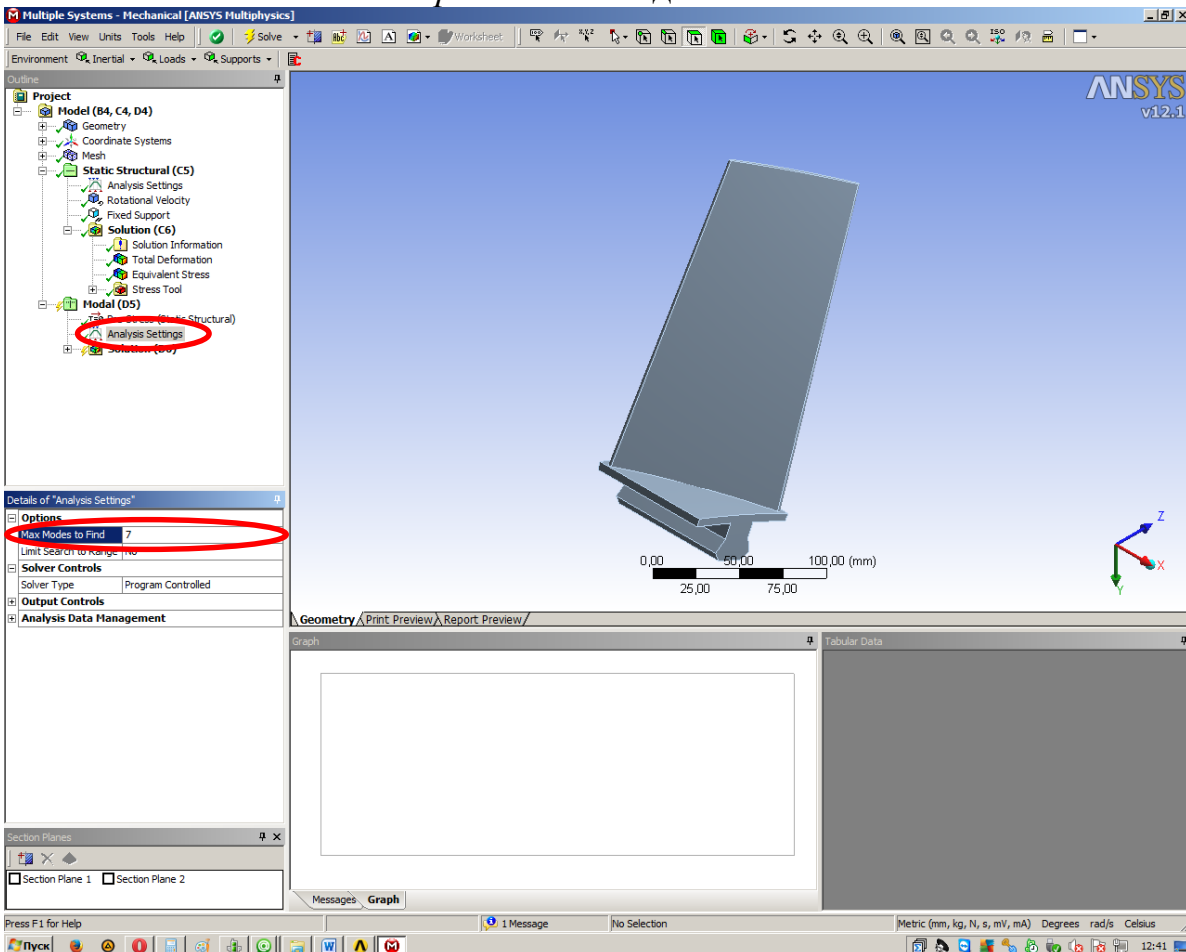 Multiple Systems - Mechanical [ANSYS Multiphysics]
File Edit View Units Tools Help Solve Worksheet
Environment Inertial Loads Supports
Outline
Project
Model (B4, C4, D4)
Geometry
Coordinate Systems
Mesh
Static Structural (C5)
Analysis Settings
Rotational Velocity
Fixed Support
Solution (C6)
Solution Information
Total Deformation
Equivalent Stress
Stress Tool
Modal (D5)
Pre-Stress (Static Structural)
Analysis Settings
Solution (D6)
ANSYS
v12.1
Z
X
Y
0,00 50,00 100,00 (mm)
25,00 75,00
Details of "Analysis Settings"
Options
Max Modes to Find 7
Limit Search to Range No
Solver Controls
Solver Type Program Controlled
Output Controls
Analysis Data Management
Geometry Print Preview Report Preview
Graph
Tabular Data
Section Planes
Section Plane 1 Section Plane 2
Messages Graph
Press F1 for Help 1 Message No Selection Metric (mm, kg, N, s, mV, mA) Degrees rad/s Celsius
Пуск 12:41